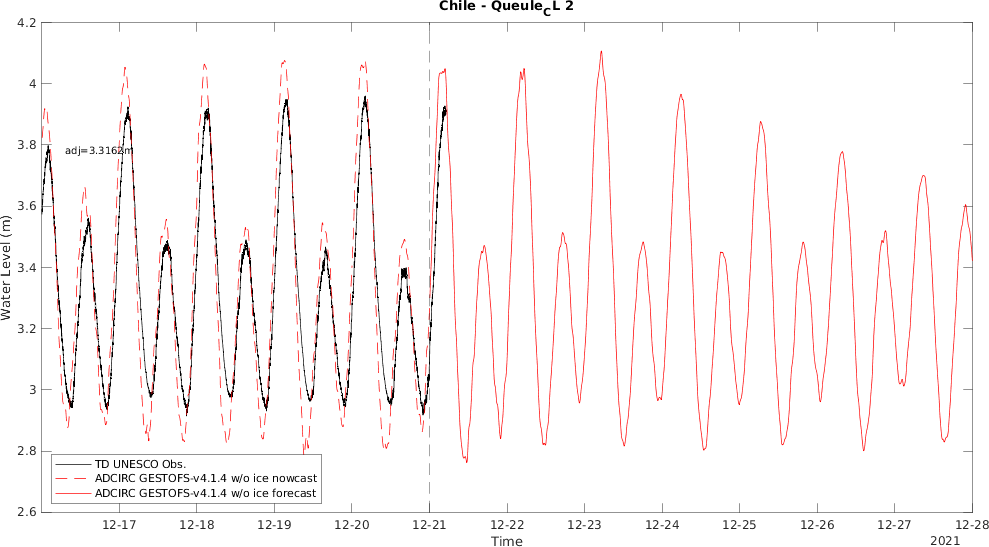 Chile - Queule_CL 2
4.2
4
3.8
3.6
3.4
3.2
3
2.8
2.6
Water Level (m)
adj=3.3162m
TD UNESCO Obs.
ADCIRC GESTOFS-v4.1.4 w/o ice nowcast
ADCIRC GESTOFS-v4.1.4 w/o ice forecast
12-17 12-18 12-19 12-20 12-21 12-22 12-23 12-24 12-25 12-26 12-27 12-28
Time
2021